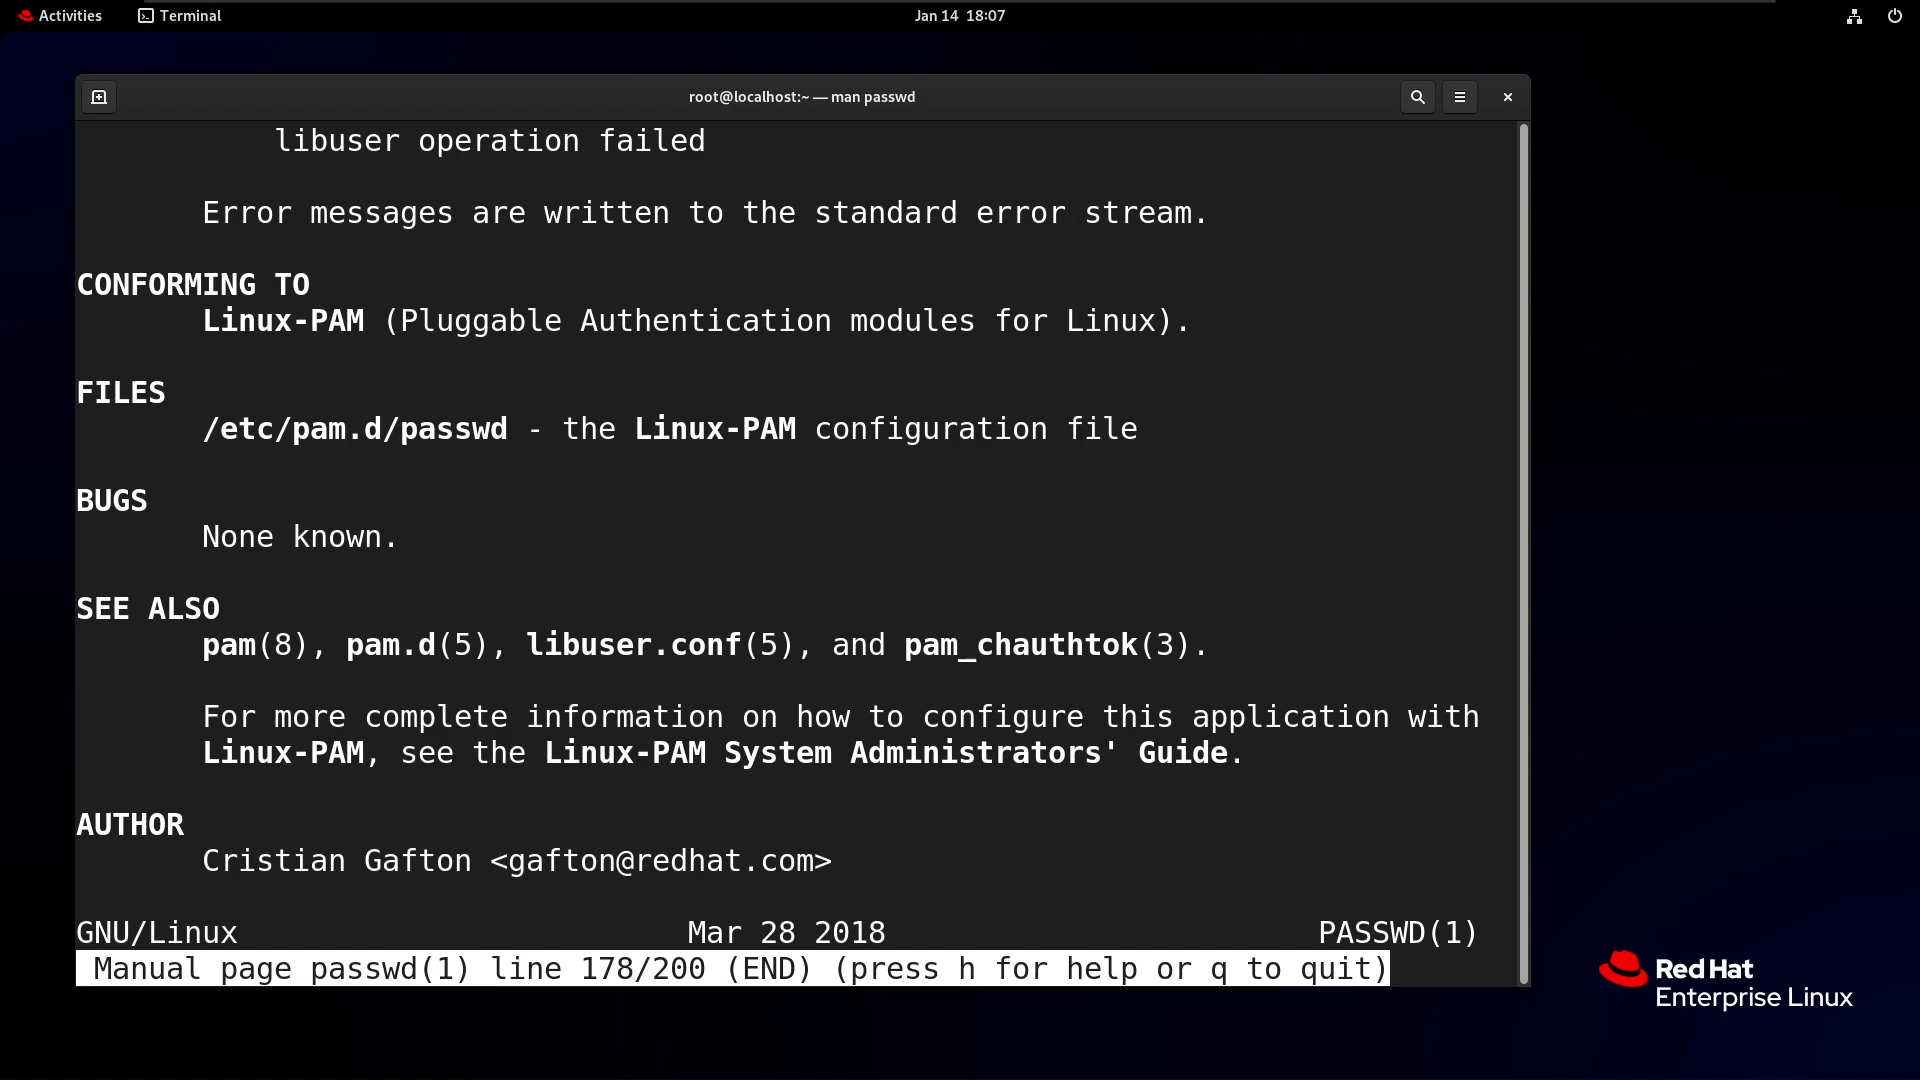 Activities
Terminal
Jan 14 18:07
root@localhost:~ — man passwd
libuser operation failed
Error messages are written to the standard error stream.
CONFORMING TO
Linux-PAM (Pluggable Authentication modules for Linux).
FILES
/etc/pam.d/passwd - the Linux-PAM configuration file
BUGS
None known.
SEE ALSO
pam(8), pam.d(5), libuser.conf(5), and pam_chauthtok(3).
For more complete information on how to configure this application with
Linux-PAM, see the Linux-PAM System Administrators' Guide.
AUTHOR
Cristian Gafton <gafton@redhat.com>
GNU/Linux Mar 28 2018 PASSWD(1)
Manual page passwd(1) line 178/200 (END) (press h for help or q to quit)
Red Hat
Enterprise Linux